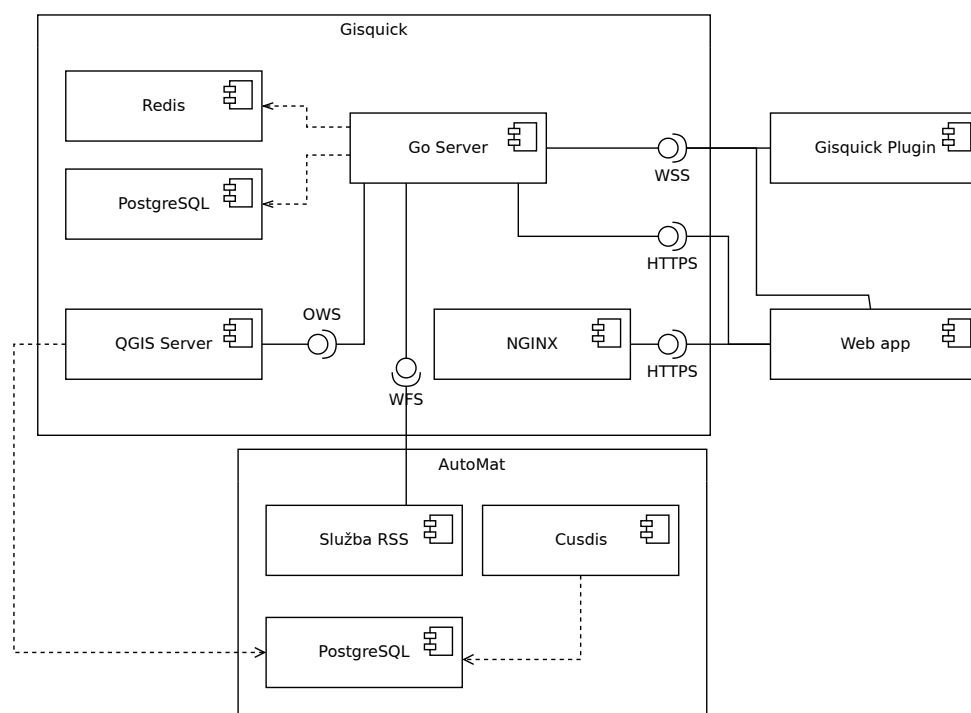 Gisquick
Redis
Go Server
Gisquick Plugin
WSS
PostgreSQL
HTTPS
OWS
QGIS Server
NGINX
Web app
HTTPS
WFS
AutoMat
Služba RSS
Cusdis
PostgreSQL